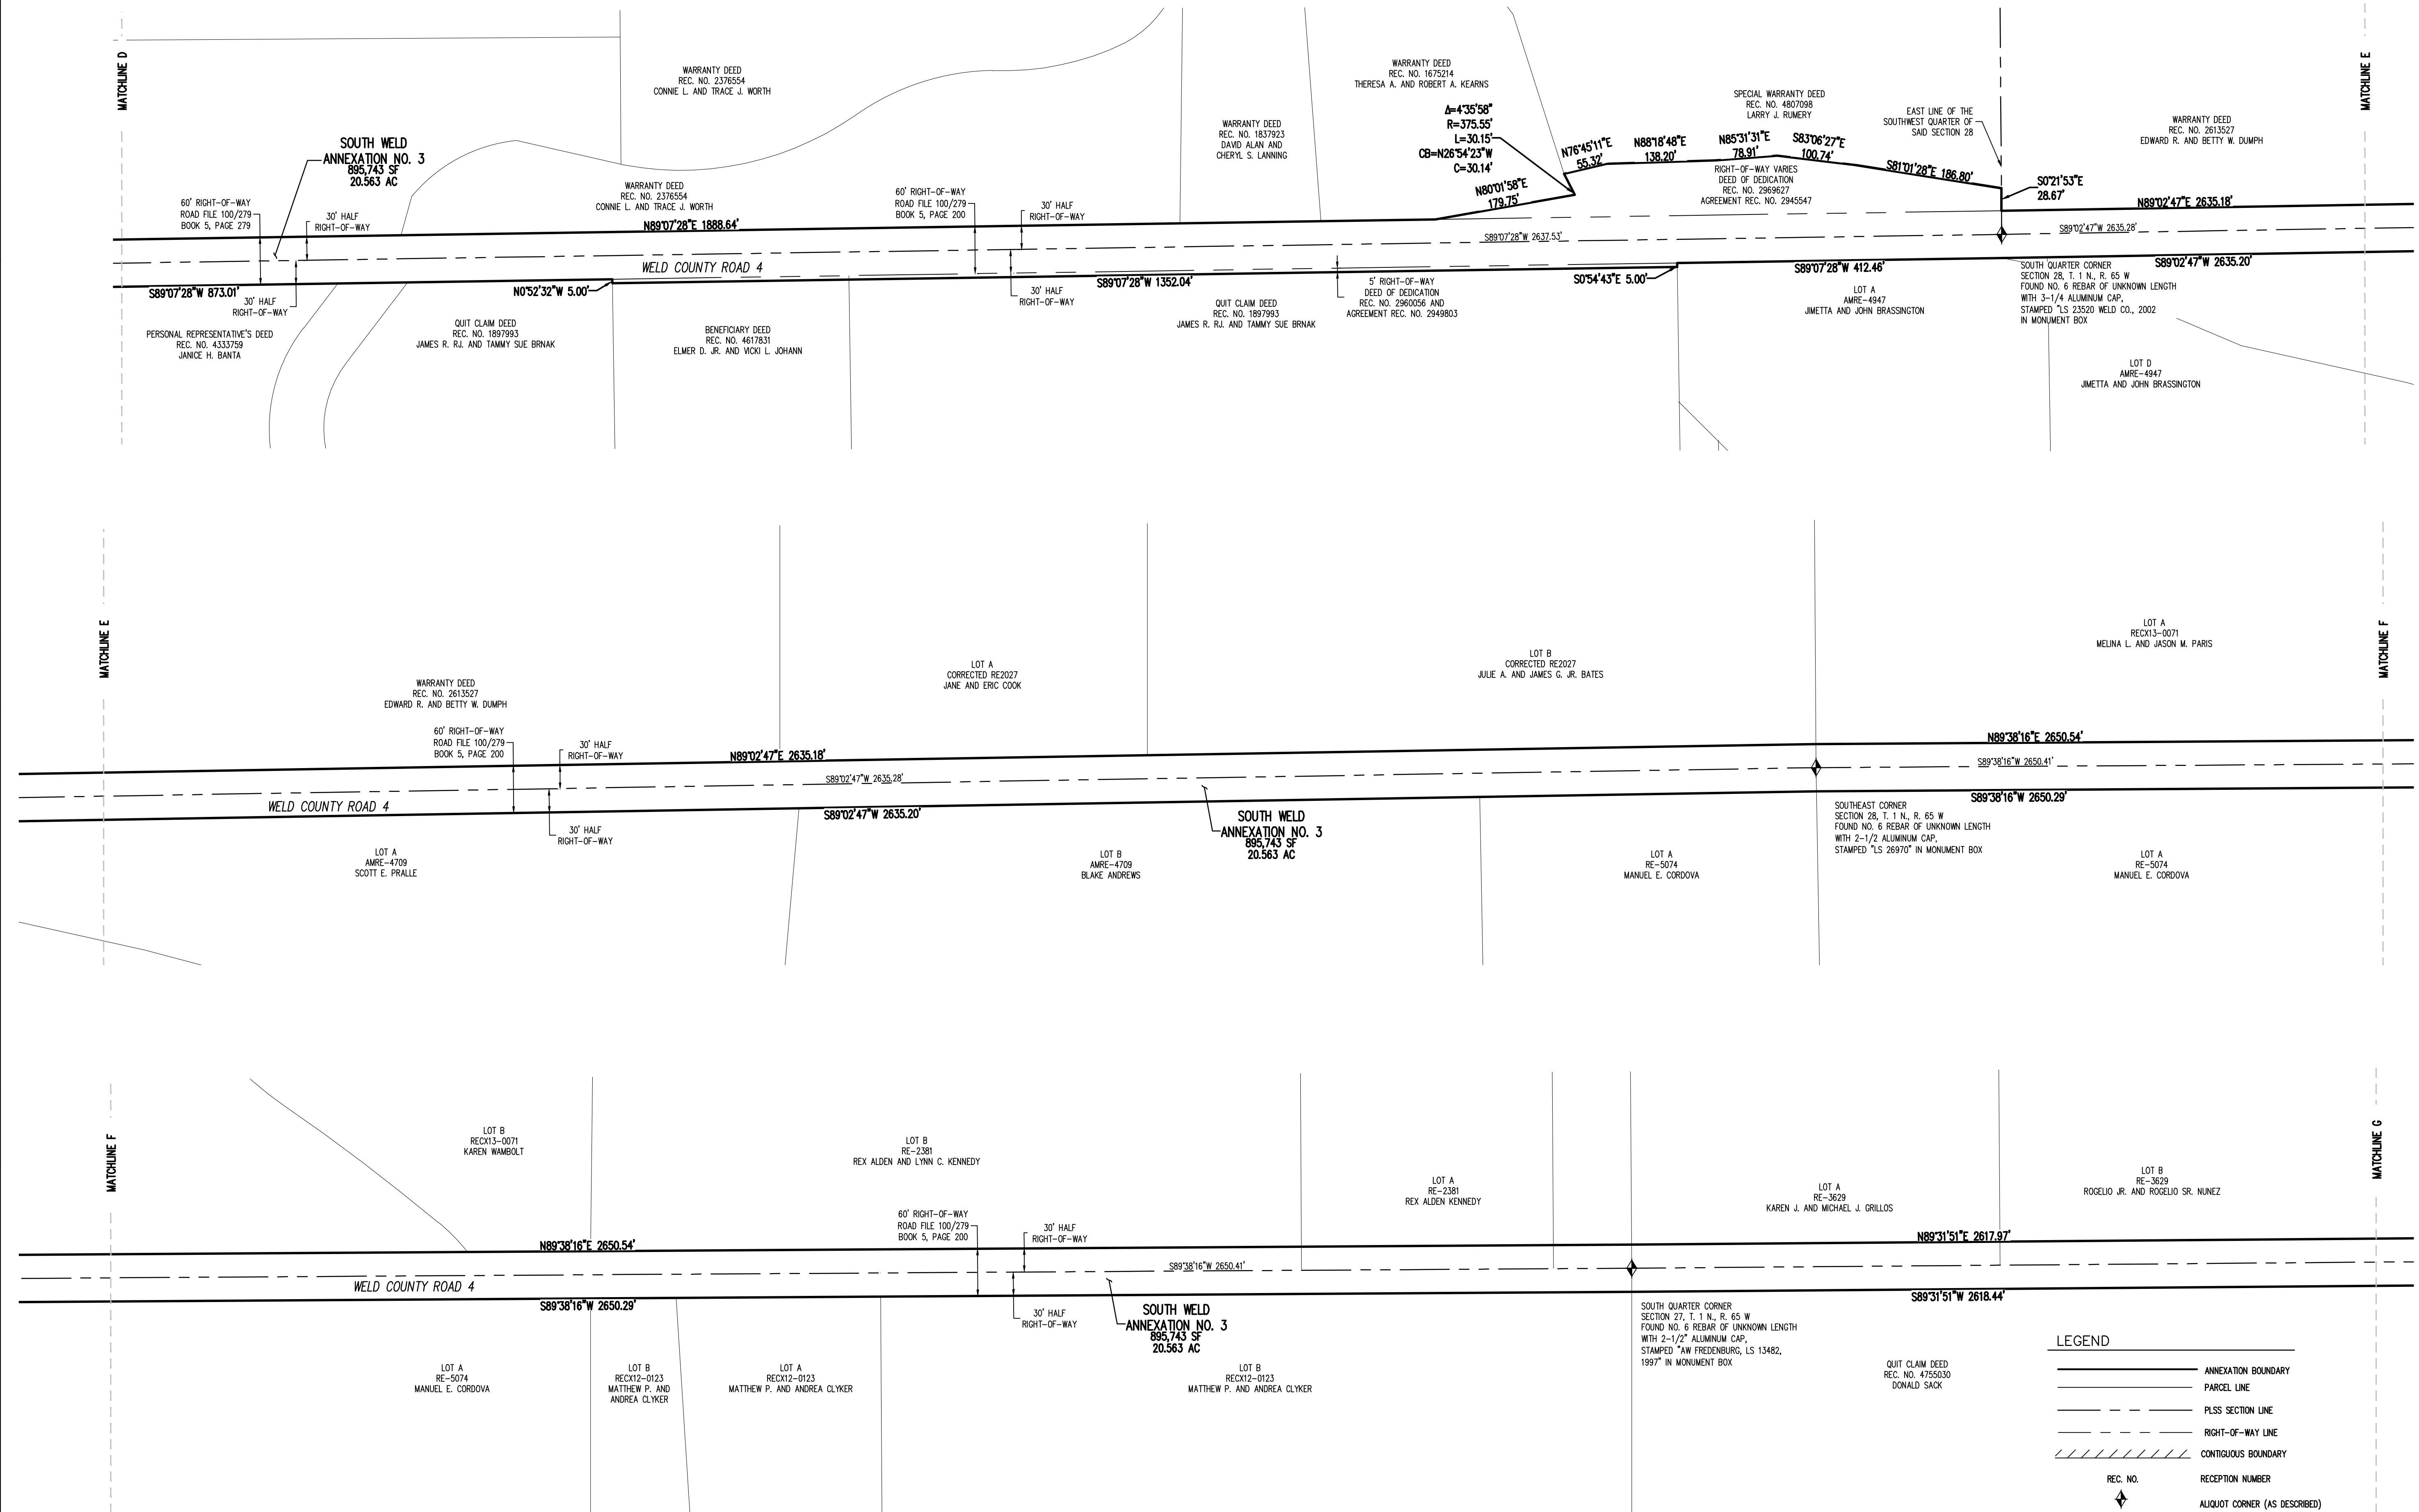 MATCHLINE D
MATCHLINE E
WARRANTY DEED
REC. NO. 2376554
CONNIE L. AND TRACE J. WORTH
WARRANTY DEED
REC. NO. 1675214
THERESA A. AND ROBERT A. KEARNS
SOUTH WELD
ANNEXATION NO. 3
895,743 SF
20.563 AC
WARRANTY DEED
REC. NO. 1837923
DAVID ALAN AND
CHERYL S. LANNING
Δ=4°35'58"
R=375.55'
L=30.15'
CB=N26°54'23"W
C=30.14'
SPECIAL WARRANTY DEED
REC. NO. 4807098
LARRY J. RUMERY
EAST LINE OF THE
SOUTHWEST QUARTER OF
SAID SECTION 28
WARRANTY DEED
REC. NO. 2613527
EDWARD R. AND BETTY W. DUMPH
N80°01'58"E
179.75'
N76°45'11"E
55.32'
N88°18'48"E
138.20'
N85°31'31"E
78.91'
S83°06'27"E
100.74'
S81°01'28"E 186.80'
S0°21'53"E
28.67'
RIGHT-OF-WAY VARIES
DEED OF DEDICATION
REC. NO. 2969627
AGREEMENT REC. NO. 2945547
60' RIGHT-OF-WAY
ROAD FILE 100/279
BOOK 5, PAGE 279
30' HALF
RIGHT-OF-WAY
WARRANTY DEED
REC. NO. 2376554
CONNIE L. AND TRACE J. WORTH
N89°07'28"E 1888.64'
60' RIGHT-OF-WAY
ROAD FILE 100/279
BOOK 5, PAGE 200
30' HALF
RIGHT-OF-WAY
S89°07'28"W 2637.53'
N89°02'47"E 2635.18'
S89°02'47"W 2635.28'
WELD COUNTY ROAD 4
S89°07'28"W 873.01'
30' HALF
RIGHT-OF-WAY
N0°52'32"W 5.00'
30' HALF
RIGHT-OF-WAY
S89°07'28"W 1352.04'
5' RIGHT-OF-WAY
DEED OF DEDICATION
REC. NO. 2960056 AND
AGREEMENT REC. NO. 2949803
S0°54'43"E 5.00'
S89°07'28"W 412.46'
S89°02'47"W 2635.20'
PERSONAL REPRESENTATIVE'S DEED
REC. NO. 4333759
JANICE H. BANTA
QUIT CLAIM DEED
REC. NO. 1897993
JAMES R. RJ. AND TAMMY SUE BRNAK
BENEFICIARY DEED
REC. NO. 4617831
ELMER D. JR. AND VICKI L. JOHANN
QUIT CLAIM DEED
REC. NO. 1897993
JAMES R. RJ. AND TAMMY SUE BRNAK
LOT A
AMRE-4947
JIMETTA AND JOHN BRASSINGTON
SOUTH QUARTER CORNER
SECTION 28, T. 1 N., R. 65 W
FOUND NO. 6 REBAR OF UNKNOWN LENGTH
WITH 3-1/4 ALUMINUM CAP,
STAMPED "LS 23520 WELD CO., 2002
IN MONUMENT BOX
LOT D
AMRE-4947
JIMETTA AND JOHN BRASSINGTON
MATCHLINE E
MATCHLINE F
WARRANTY DEED
REC. NO. 2613527
EDWARD R. AND BETTY W. DUMPH
LOT A
CORRECTED RE2027
JANE AND ERIC COOK
LOT B
CORRECTED RE2027
JULIE A. AND JAMES G. JR. BATES
LOT A
RECX13-0071
MELINA L. AND JASON M. PARIS
60' RIGHT-OF-WAY
ROAD FILE 100/279
BOOK 5, PAGE 200
30' HALF
RIGHT-OF-WAY
N89°02'47"E 2635.18'
S89°02'47"W 2635.28'
N89°38'16"E 2650.54'
S89°38'16"W 2650.41'
WELD COUNTY ROAD 4
S89°02'47"W 2635.20'
30' HALF
RIGHT-OF-WAY
SOUTH WELD
ANNEXATION NO. 3
895,743 SF
20.563 AC
S89°38'16"W 2650.29'
SOUTHEAST CORNER
SECTION 28, T. 1 N., R. 65 W
FOUND NO. 6 REBAR OF UNKNOWN LENGTH
WITH 2-1/2 ALUMINUM CAP,
STAMPED "LS 26970" IN MONUMENT BOX
LOT A
AMRE-4709
SCOTT E. PRALLE
LOT B
AMRE-4709
BLAKE ANDREWS
LOT A
RE-5074
MANUEL E. CORDOVA
LOT A
RE-5074
MANUEL E. CORDOVA
MATCHLINE F
MATCHLINE G
LOT B
RECX13-0071
KAREN WAMBOLT
LOT B
RE-2381
REX ALDEN AND LYNN C. KENNEDY
LOT A
RE-2381
REX ALDEN KENNEDY
LOT A
RE-3629
KAREN J. AND MICHAEL J. GRILLOS
LOT B
RE-3629
ROGELIO JR. AND ROGELIO SR. NUNEZ
N89°38'16"E 2650.54'
60' RIGHT-OF-WAY
ROAD FILE 100/279
BOOK 5, PAGE 200
30' HALF
RIGHT-OF-WAY
S89°38'16"W 2650.41'
N89°31'51"E 2617.97'
WELD COUNTY ROAD 4
S89°38'16"W 2650.29'
30' HALF
RIGHT-OF-WAY
SOUTH WELD
ANNEXATION NO. 3
895,743 SF
20.563 AC
S89°31'51"W 2618.44'
SOUTH QUARTER CORNER
SECTION 27, T. 1 N., R. 65 W
FOUND NO. 6 REBAR OF UNKNOWN LENGTH
WITH 2-1/2" ALUMINUM CAP,
STAMPED "AW FREDENBURG, LS 13482,
1997" IN MONUMENT BOX
LOT A
RE-5074
MANUEL E. CORDOVA
LOT B
RECX12-0123
MATTHEW P. AND
ANDREA CLYKER
LOT A
RECX12-0123
MATTHEW P. AND ANDREA CLYKER
LOT B
RECX12-0123
MATTHEW P. AND ANDREA CLYKER
QUIT CLAIM DEED
REC. NO. 4755030
DONALD SACK
LEGEND
ANNEXATION BOUNDARY
PARCEL LINE
PLSS SECTION LINE
RIGHT-OF-WAY LINE
CONTIGUOUS BOUNDARY
REC. NO. RECEPTION NUMBER
ALIQUOT CORNER (AS DESCRIBED)